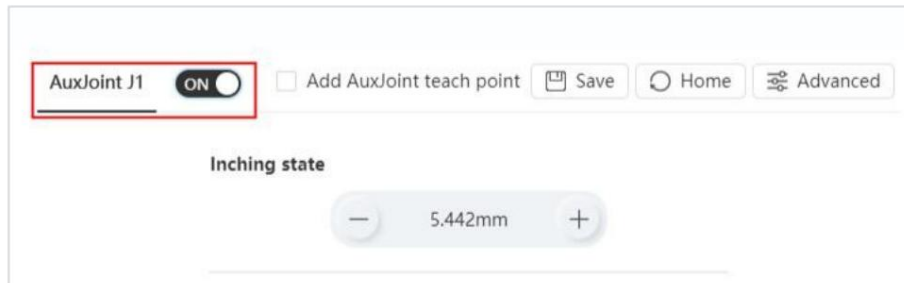 AuxJoint J1 ON Add AuxJoint teach point Save Home Advanced
Inching state
5.442mm